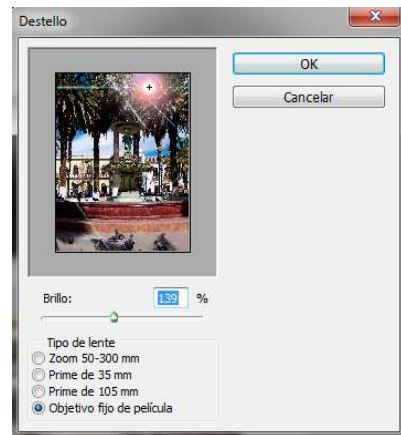 Destello
OK
Cancelar
Brillo: 139 %
Tipo de lente
Zoom 50-300 mm
Prime de 35 mm
Prime de 105 mm
Objetivo fijo de película